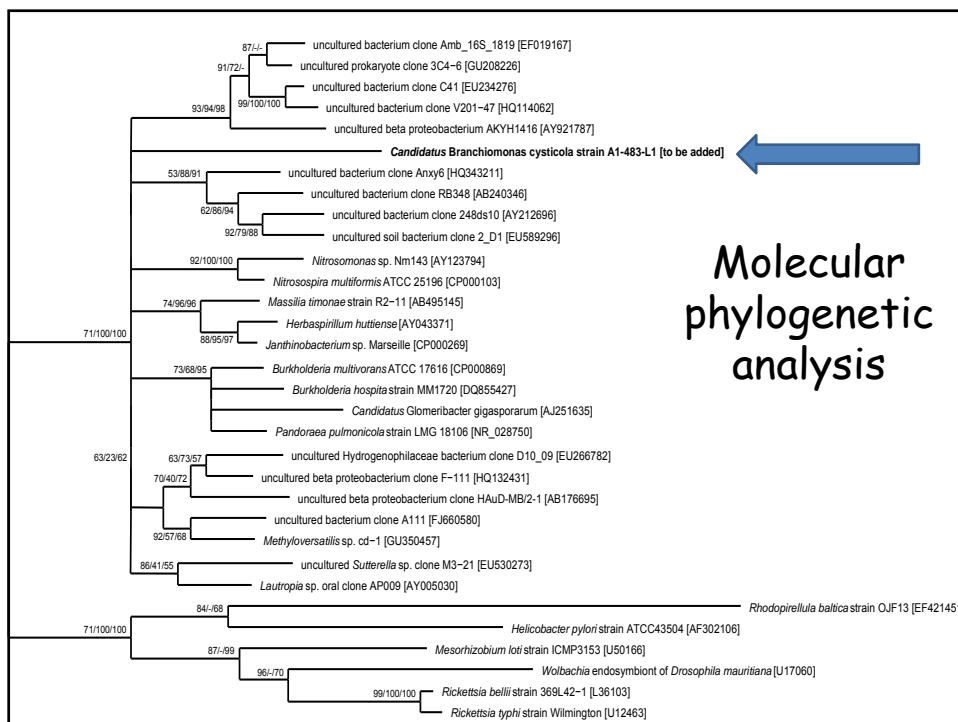 87/-/-
uncultured bacterium clone Amb_16S_1819 [EF019167]
91/72/-
uncultured prokaryote clone 3C4−6 [GU208226]
uncultured bacterium clone C41 [EU234276]
99/100/100
93/94/98
uncultured bacterium clone V201−47 [HQ114062]
uncultured beta proteobacterium AKYH1416 [AY921787]
Candidatus Branchiomonas cysticola strain A1-483-L1 [to be added]
53/88/91
uncultured bacterium clone Anxy6 [HQ343211]
uncultured bacterium clone RB348 [AB240346]
62/86/94
uncultured bacterium clone 248ds10 [AY212696]
92/79/88
uncultured soil bacterium clone 2_D1 [EU589296]
92/100/100
Nitrosomonas sp. Nm143 [AY123794]
Nitrosospira multiformis ATCC 25196 [CP000103]
74/96/96
Massilia timonae strain R2−11 [AB495145]
Herbaspirillum huttiense [AY043371]
71/100/100
88/95/97
Janthinobacterium sp. Marseille [CP000269]
73/68/95
Burkholderia multivorans ATCC 17616 [CP000869]
Burkholderia hospita strain MM1720 [DQ855427]
Candidatus Glomeribacter gigasporarum [AJ251635]
Pandoraea pulmonicola strain LMG 18106 [NR_028750]
63/23/62
63/73/57
uncultured Hydrogenophilaceae bacterium clone D10_09 [EU266782]
70/40/72
uncultured beta proteobacterium clone F−111 [HQ132431]
uncultured beta proteobacterium clone HAuD-MB/2-1 [AB176695]
uncultured bacterium clone A111 [FJ660580]
92/57/68
Methyloversatilis sp. cd−1 [GU350457]
86/41/55
uncultured Sutterella sp. clone M3−21 [EU530273]
Lautropia sp. oral clone AP009 [AY005030]
84/-/68
Rhodopirellula baltica strain OJF13 [EF421451
71/100/100
Helicobacter pylori strain ATCC43504 [AF302106]
87/-/99
Mesorhizobium loti strain ICMP3153 [U50166]
96/-/70
Wolbachia endosymbiont of Drosophila mauritiana [U17060]
99/100/100
Rickettsia bellii strain 369L42−1 [L36103]
Rickettsia typhi strain Wilmington [U12463]
Molecular
phylogenetic
analysis